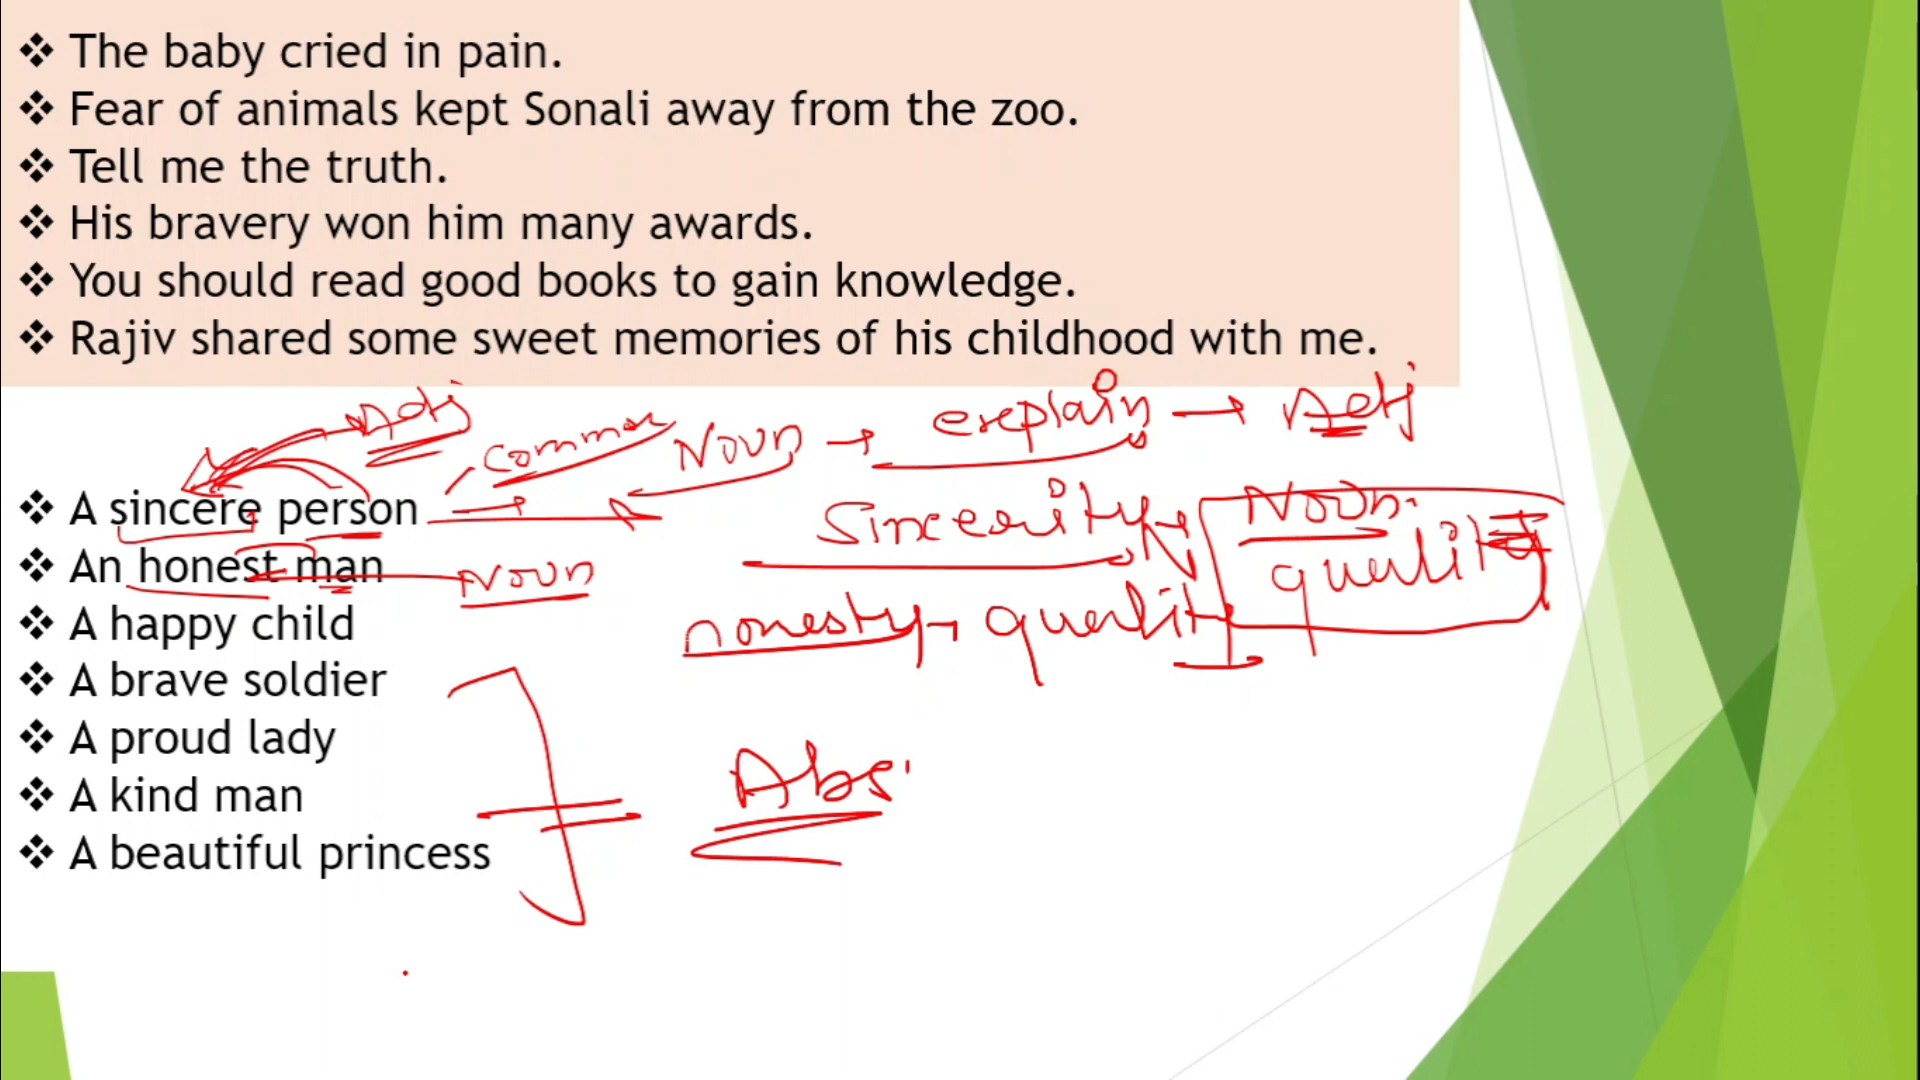 ❖ The baby cried in pain.
❖ Fear of animals kept Sonali away from the zoo.
❖ Tell me the truth.
❖ His bravery won him many awards.
❖ You should read good books to gain knowledge.
❖ Rajiv shared some sweet memories of his childhood with me.
Adj common Noun → explain → Adj
❖ A sincere person → Sincerity → Noun.
quality
❖ An honest man Noun
honesty → quality
❖ A happy child
❖ A brave soldier
❖ A proud lady
Abs
❖ A kind man
❖ A beautiful princess